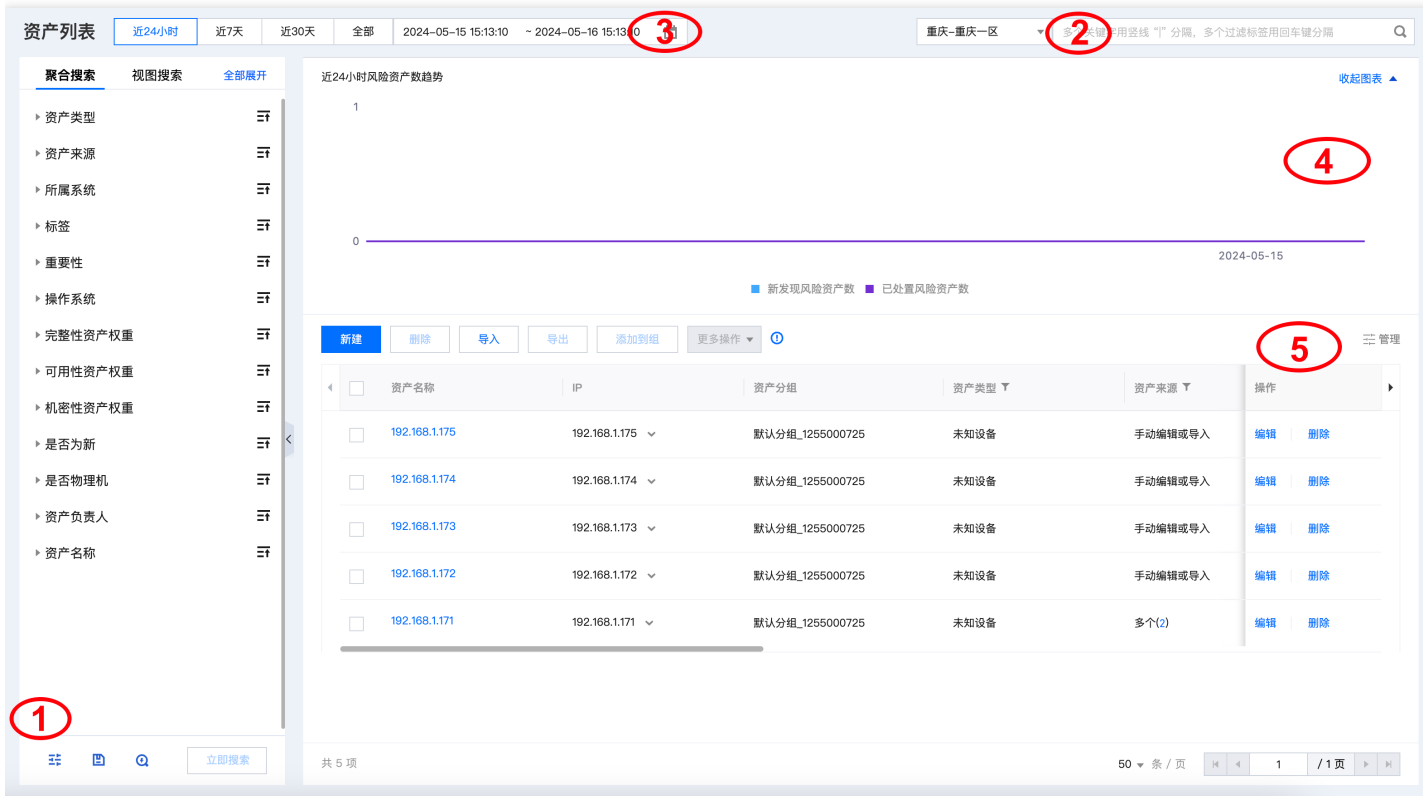 资产列表 近24小时 近7天 近30天 全部 2024-05-15 15:13:10 ~ 2024-05-16 15:13: 0 3 重庆-重庆一区 多 2 关键字用竖线 "|" 分隔，多个过滤标签用回车键分隔
聚合搜索 视图搜索 全部展开
资产类型
资产来源
所属系统
标签
重要性
操作系统
完整性资产权重
可用性资产权重
机密性资产权重
是否为新
是否物理机
资产负责人
资产名称
1
立即搜索
近24小时风险资产数趋势 收起图表
1
4
0
2024-05-15
新发现风险资产数 已处置风险资产数
新建 删除 导入 导出 添加到组 更多操作 5 管理
资产名称 IP 资产分组 资产类型 资产来源 操作
192.168.1.175 192.168.1.175 默认分组_1255000725 未知设备 手动编辑或导入 编辑 删除
192.168.1.174 192.168.1.174 默认分组_1255000725 未知设备 手动编辑或导入 编辑 删除
192.168.1.173 192.168.1.173 默认分组_1255000725 未知设备 手动编辑或导入 编辑 删除
192.168.1.172 192.168.1.172 默认分组_1255000725 未知设备 手动编辑或导入 编辑 删除
192.168.1.171 192.168.1.171 默认分组_1255000725 未知设备 多个(2) 编辑 删除
共 5 项 50 条 / 页 1 / 1 页